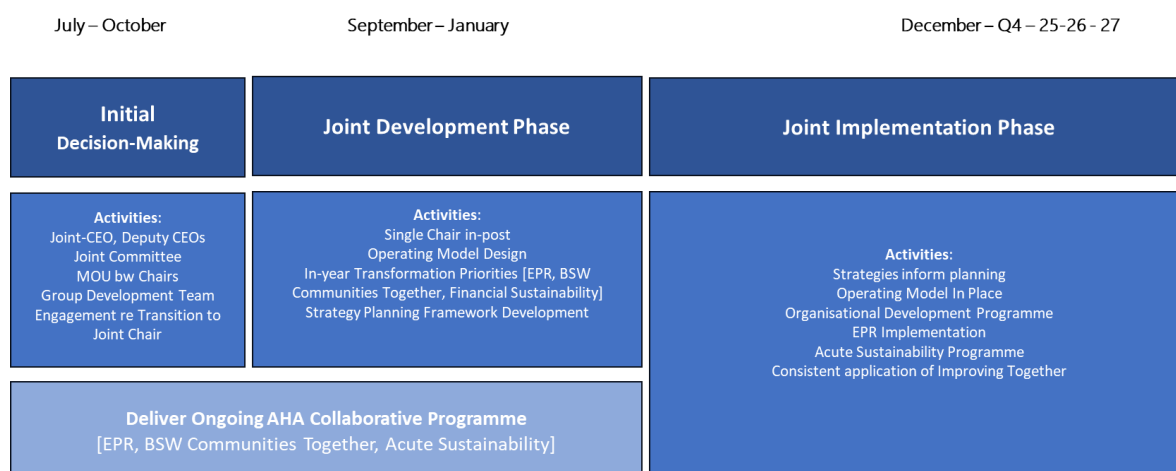 July – October
September – January
December – Q4 – 25-26 - 27
Initial
Decision-Making
Joint Development Phase
Joint Implementation Phase
Activities:
Joint-CEO, Deputy CEOs
Joint Committee
MOU bw Chairs
Group Development Team
Engagement re Transition to
Joint Chair
Activities:
Single Chair in-post
Operating Model Design
In-year Transformation Priorities [EPR, BSW
Communities Together, Financial Sustainability]
Strategy Planning Framework Development
Activities:
Strategies inform planning
Operating Model In Place
Organisational Development Programme
EPR Implementation
Acute Sustainability Programme
Consistent application of Improving Together
Deliver Ongoing AHA Collaborative Programme
[EPR, BSW Communities Together, Acute Sustainability]